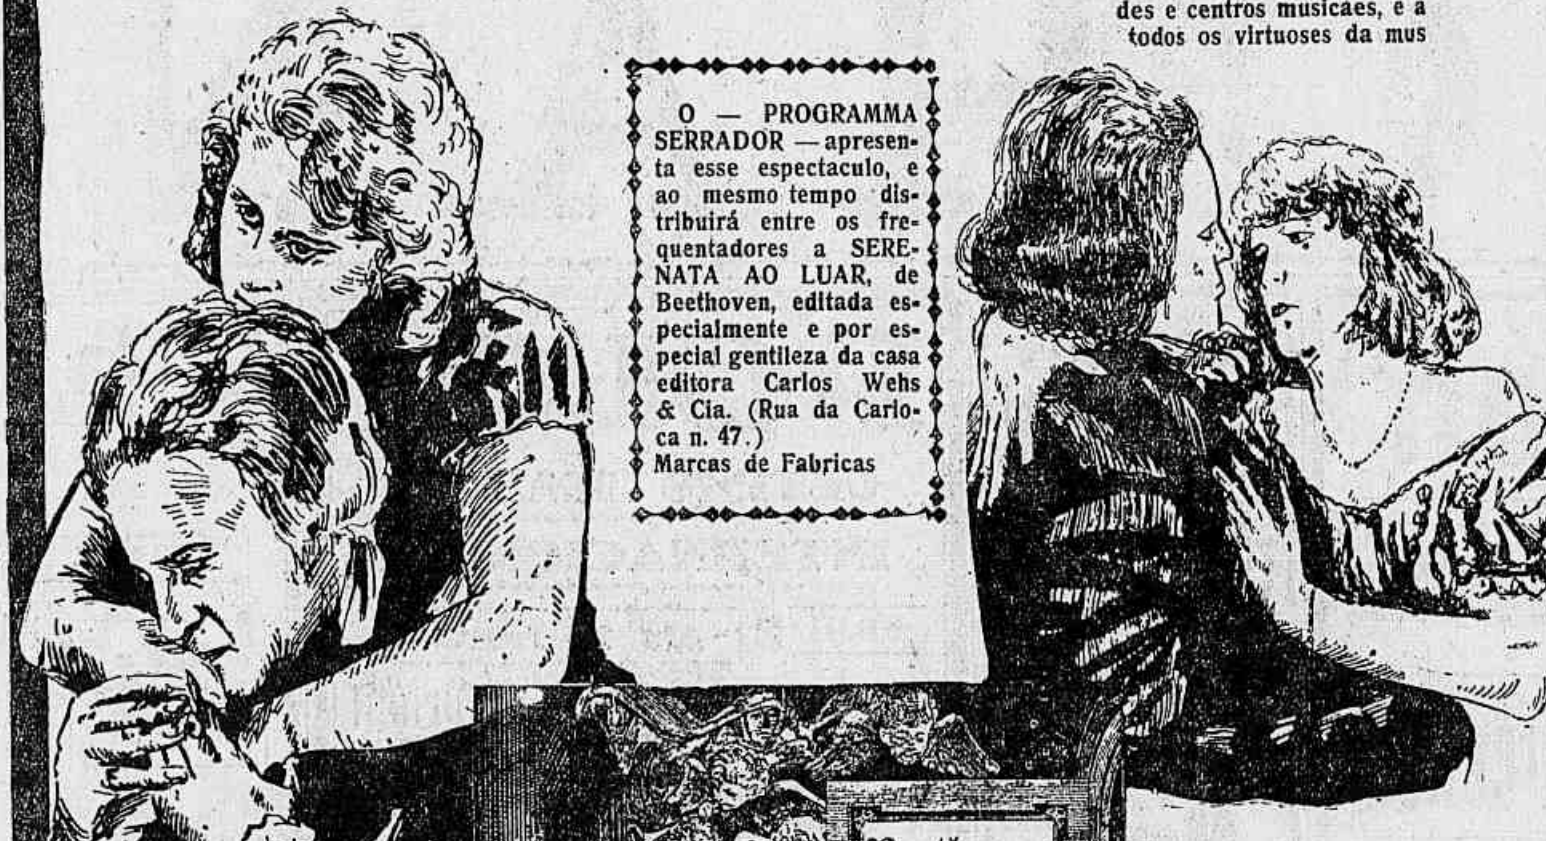 des e centros musicaes, e a
todos os virtuoses da mus
O — PROGRAMMA
SERRADOR — apresen-
ta esse espectaculo, e
ao mesmo tempo dis-
tribuirá entre os fre-
quentadores a SERE-
NATA AO LUAR, de
Beethoven, editada es-
pecialmente e por es-
pecial gentileza da casa
editora Carlos Wehs
& Cia. (Rua da Cario-
ca n. 47.)
Marcas de Fabricas